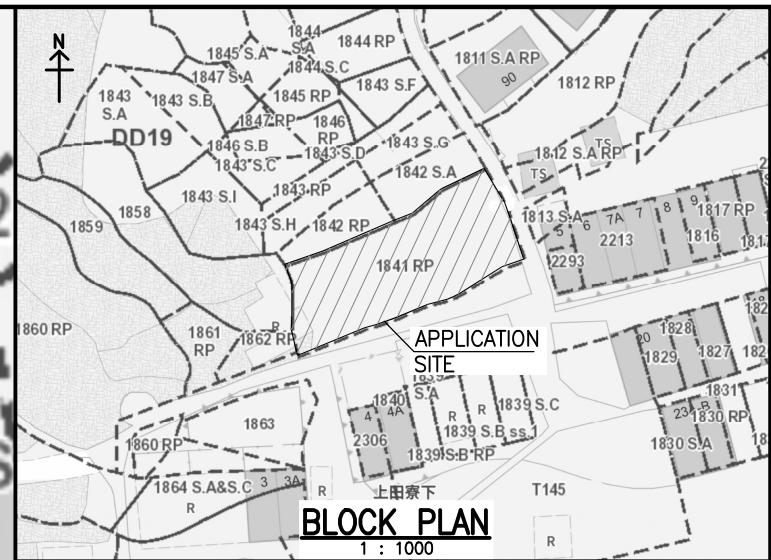 N
1844
S.A
1844 RP
1845 S.A
1847 S.A
1844 S.C
1811 S.A RP
90
1843
S.A
1843 S.B
1845 RP
1843 S.F
1812 RP
DD19
1847 RP
1846
RP
1846 S.B
1843 S.C
1843 S.D
1843 S.G
1812 S.A RP
TS
TS
1842 S.A
1843 S.I
1843 RP
1858
1859
1843 S.H
1842 RP
1813 S.A
5
6
7A
7
8
9
1817 RP
2213
1816
1817
2293
1841 RP
1860 RP
1861
RP
R
1862 RP
APPLICATION
SITE
20
1828
1829
1827
1839
S.A
1840
4
4A
R
R
1839 S.C
1831
1863
2306
1839 S.B ss.
1839 S.B RP
23A-B
1830 RP
1830 S.A
1860 RP
1864 S.A&S.C
R
3
3A
R
上田寮下
T145
BLOCK PLAN
1 : 1000
R